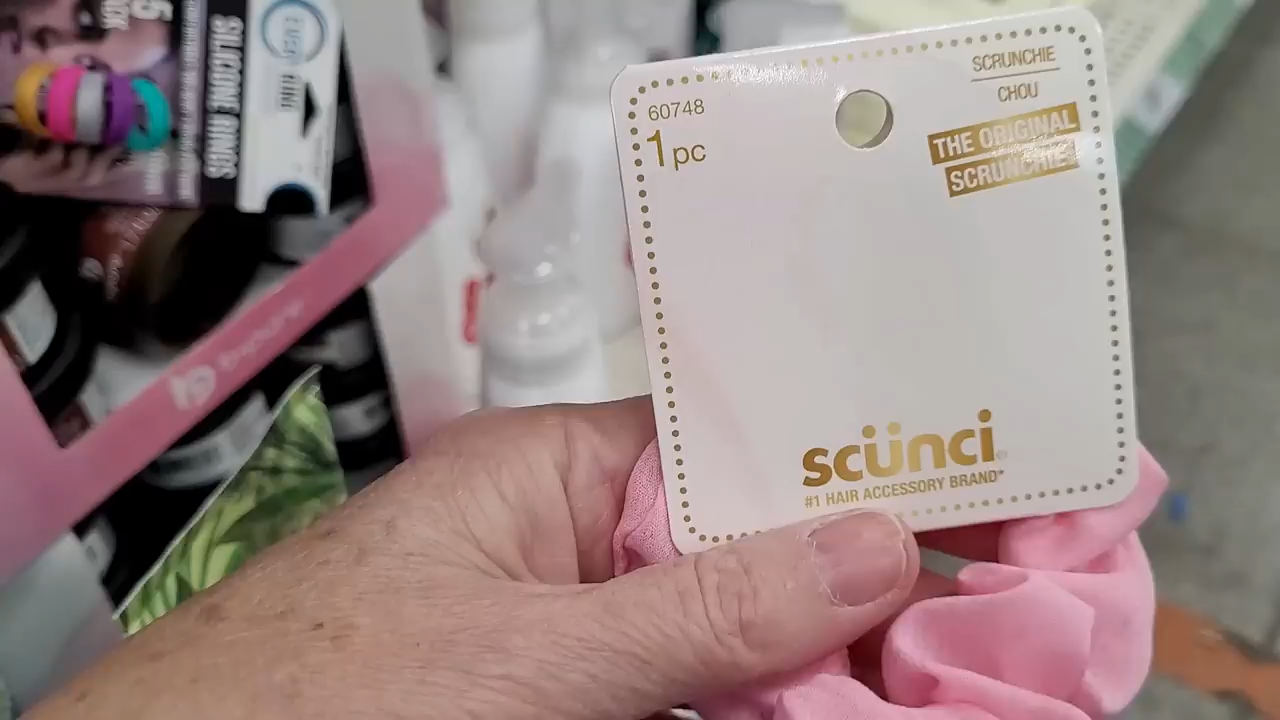 60748
1pc
SCRUNCHIE
CHOU
THE ORIGINAL
SCRUNCHIE
scünci
#1 HAIR ACCESSORY BRAND*
SILICONE RINGS